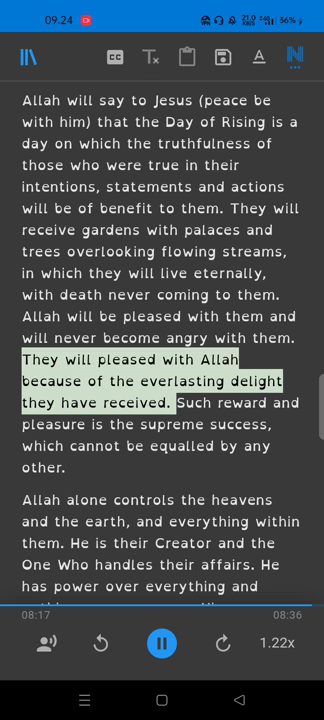 09.24
21.0
36%
CC
Allah will say to Jesus (peace be
with him) that the Day of Rising is a
day on which the truthfulness of
those who were true in their
intentions, statements and actions
will be of benefit to them. They will
receive gardens with palaces and
trees overlooking flowing streams,
in which they will live eternally,
with death never coming to them.
Allah will be pleased with them and
will never become angry with them.
They will pleased with Allah
because of the everlasting delight
they have received. Such reward and
pleasure is the supreme success,
which cannot be equalled by any
other.
Allah alone controls the heavens
and the earth, and everything within
them. He is their Creator and the
One Who handles their affairs. He
has power over everything and
08:17 08:36
1.22x